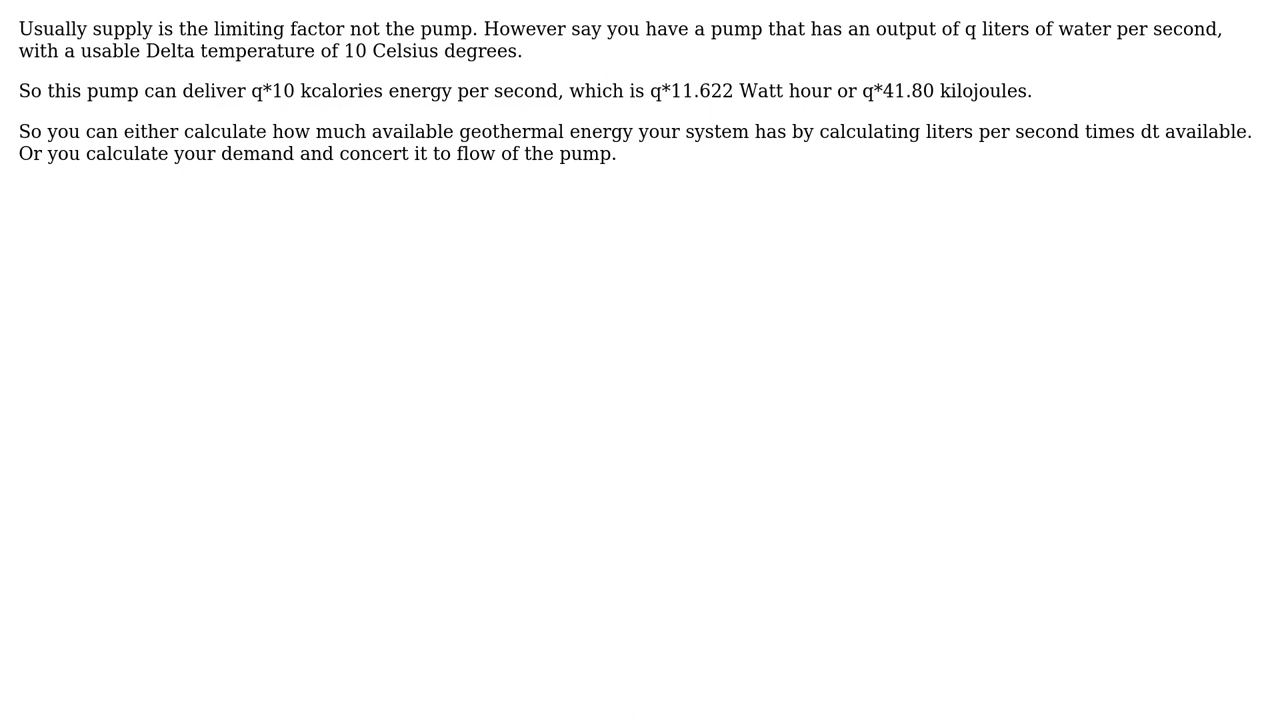 Usually supply is the limiting factor not the pump. However say you have a pump that has an output of q liters of water per second,
with a usable Delta temperature of 10 Celsius degrees.
So this pump can deliver q*10 kcalories energy per second, which is q*11.622 Watt hour or q*41.80 kilojoules.
So you can either calculate how much available geothermal energy your system has by calculating liters per second times dt available.
Or you calculate your demand and concert it to flow of the pump.